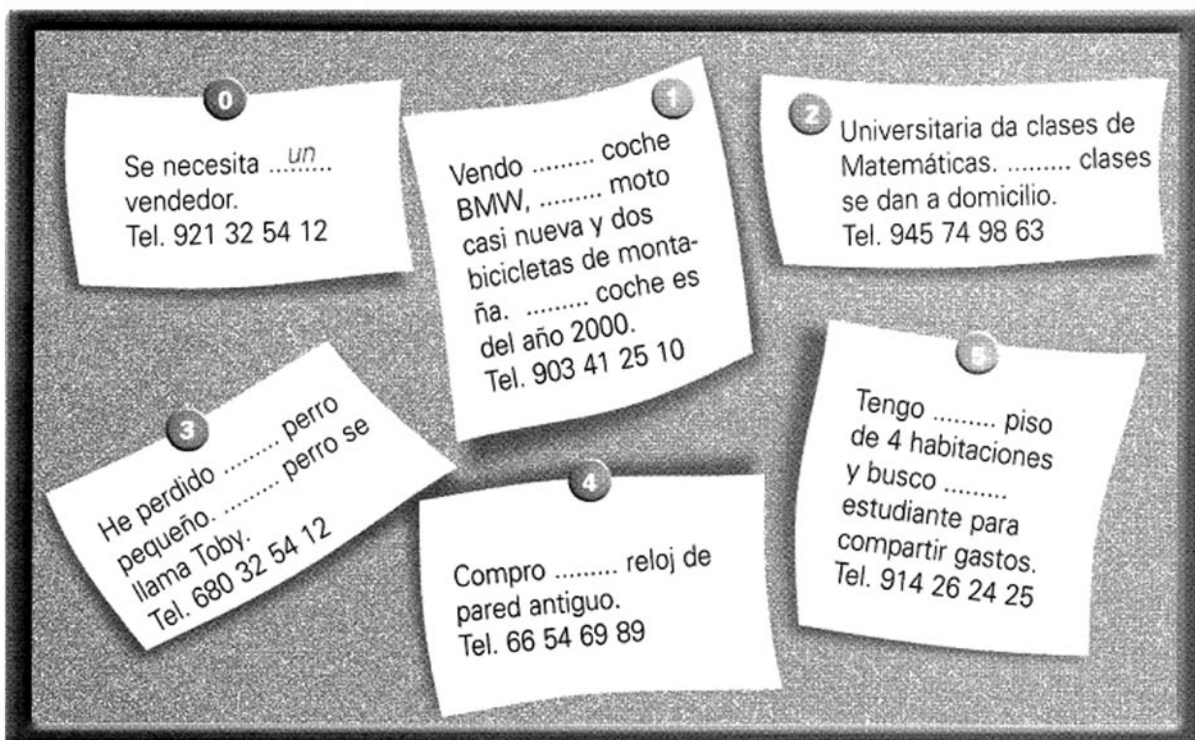 0
Se necesita ...un...
vendedor.
Tel. 921 32 54 12
1
Vendo ......... coche
BMW, ......... moto
casi nueva y dos
bicicletas de monta-
ña. ......... coche es
del año 2000.
Tel. 903 41 25 10
2
Universitaria da clases de
Matemáticas. ......... clases
se dan a domicilio.
Tel. 945 74 98 63
3
He perdido ......... perro
pequeño. ......... perro se
llama Toby.
Tel. 680 32 54 12
4
Compro ......... reloj de
pared antiguo.
Tel. 66 54 69 89
5
Tengo ......... piso
de 4 habitaciones
y busco .........
estudiante para
compartir gastos.
Tel. 914 26 24 25